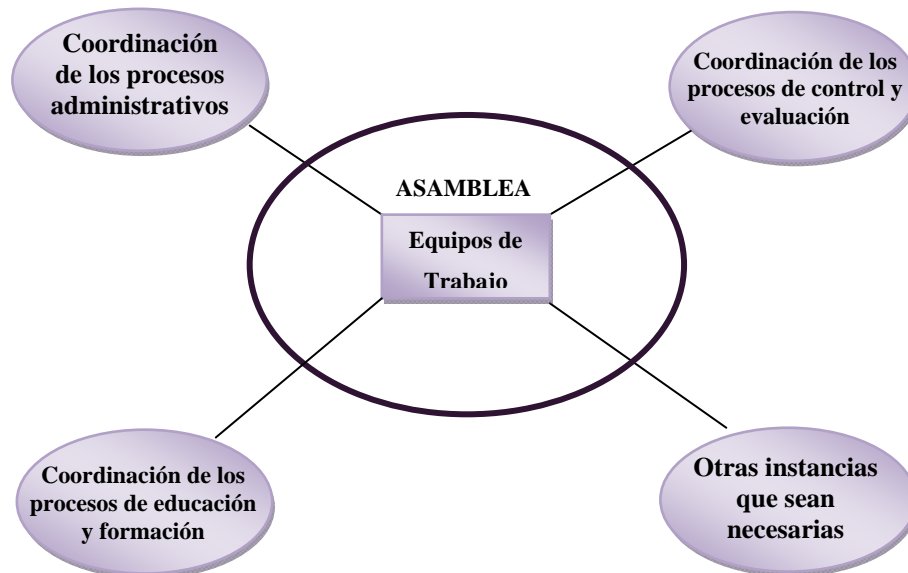 Coordinación
de los procesos
administrativos
Coordinación de los
procesos de control y
evaluación
ASAMBLEA
Equipos de
Trabajo
Coordinación de los
procesos de educación
y formación
Otras instancias
que sean
necesarias